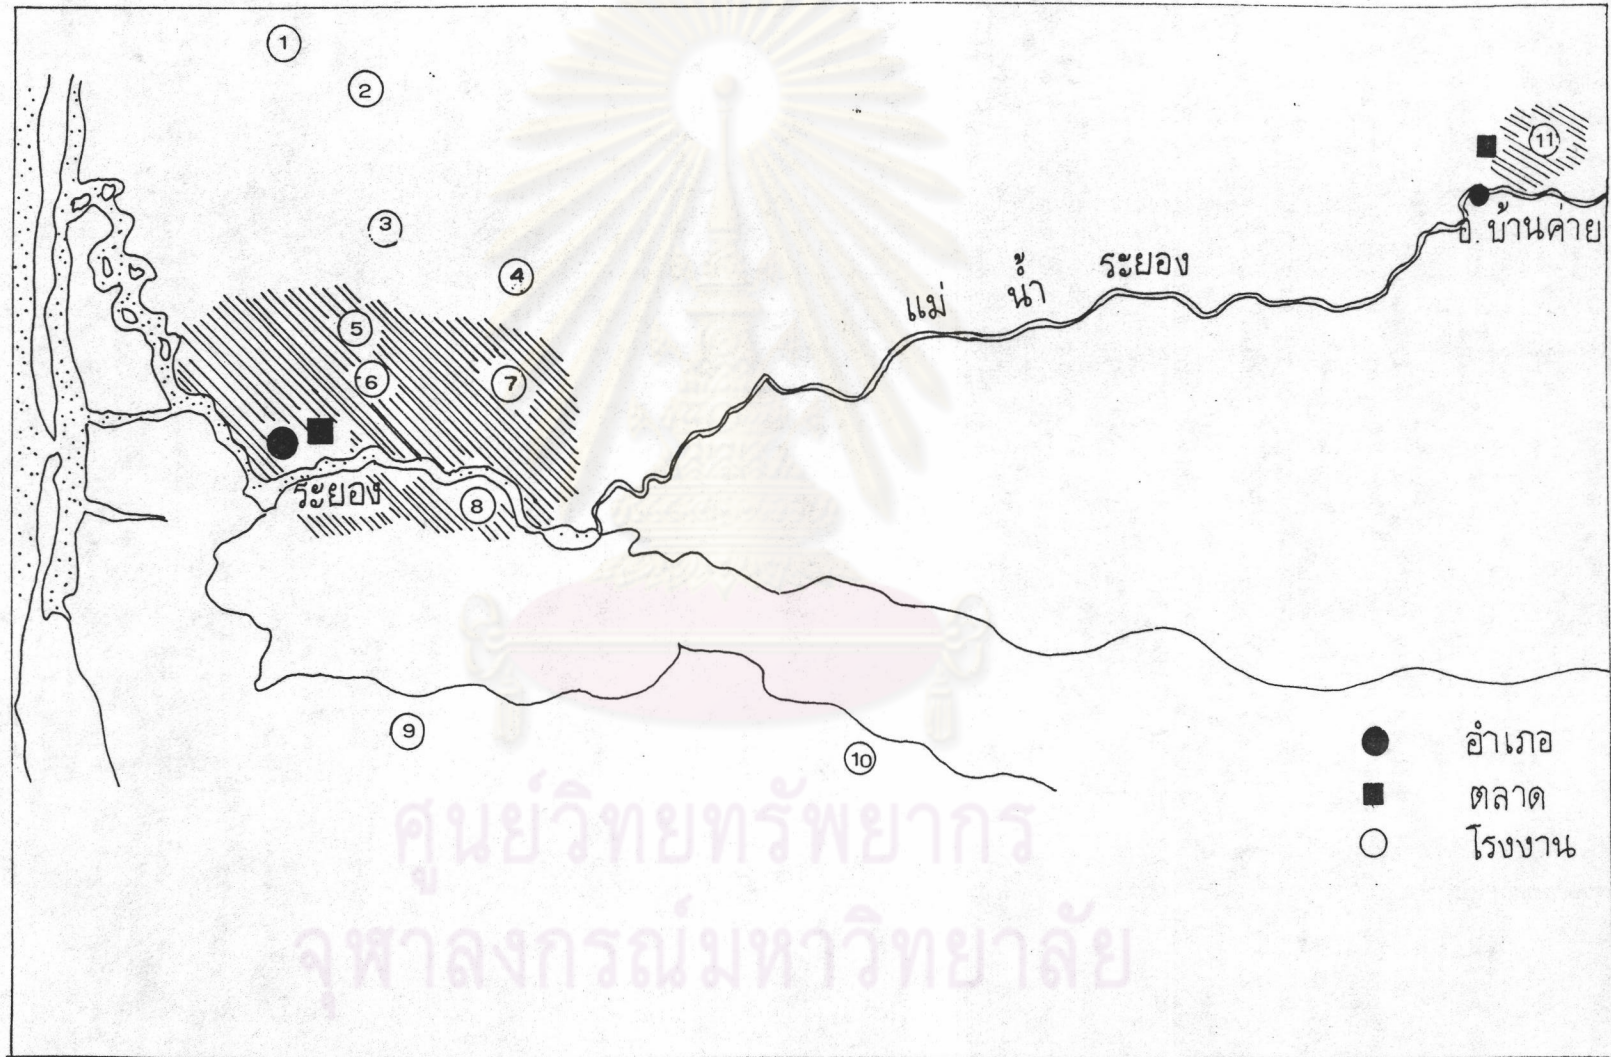 1
2
11
3
อ. บ้านค่าย
4
แม่ น้ำ ระยอง
5
6
7
ระยอง
8
9
10
อำเภอ
ตลาด
โรงงาน
ศูนย์วิทยทรัพยากร
จุฬาลงกรณ์มหาวิทยาลัย